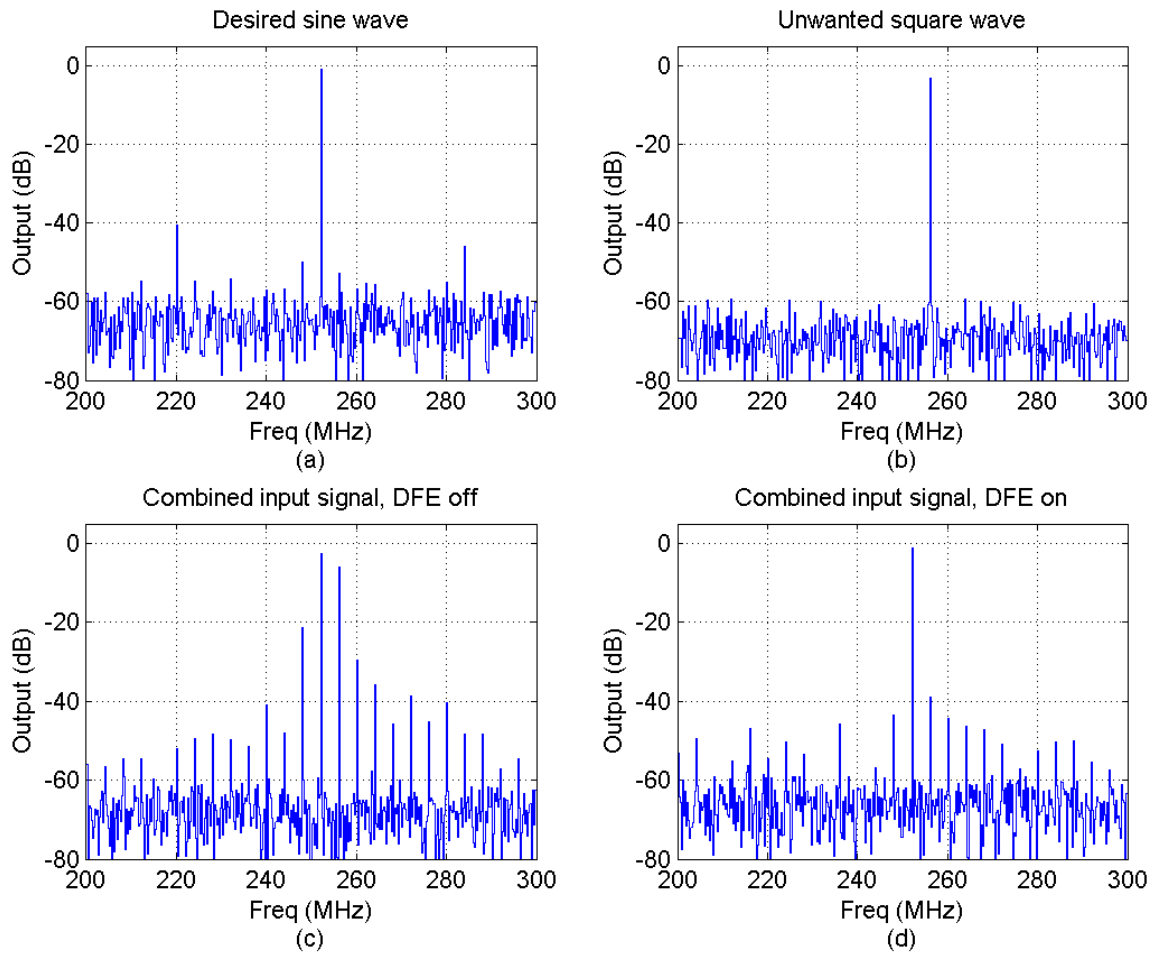 Desired sine wave
0
-20
-40
-60
-80
Output (dB)
200 220 240 260 280 300
Freq (MHz)
(a)
Unwanted square wave
0
-20
-40
-60
-80
Output (dB)
200 220 240 260 280 300
Freq (MHz)
(b)
Combined input signal, DFE off
0
-20
-40
-60
-80
Output (dB)
200 220 240 260 280 300
Freq (MHz)
(c)
Combined input signal, DFE on
0
-20
-40
-60
-80
Output (dB)
200 220 240 260 280 300
Freq (MHz)
(d)